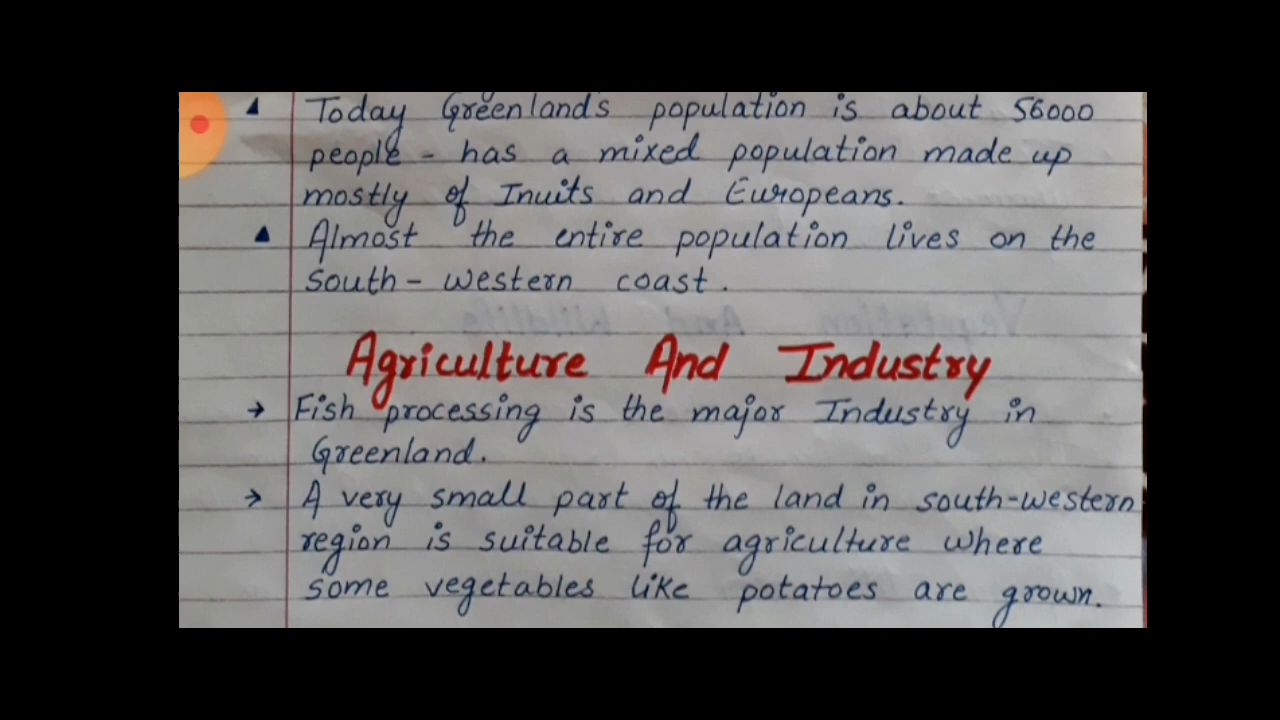 ▲ Today Greenland's population is about 56000
people - has a mixed population made up
mostly of Inuits and Europeans.
▲ Almost the entire population lives on the
south-western coast.
Agriculture And Industry
→ Fish processing is the major Industry in
Greenland.
→ A very small part of the land in south-western
region is suitable for agriculture where
some vegetables like potatoes are grown.